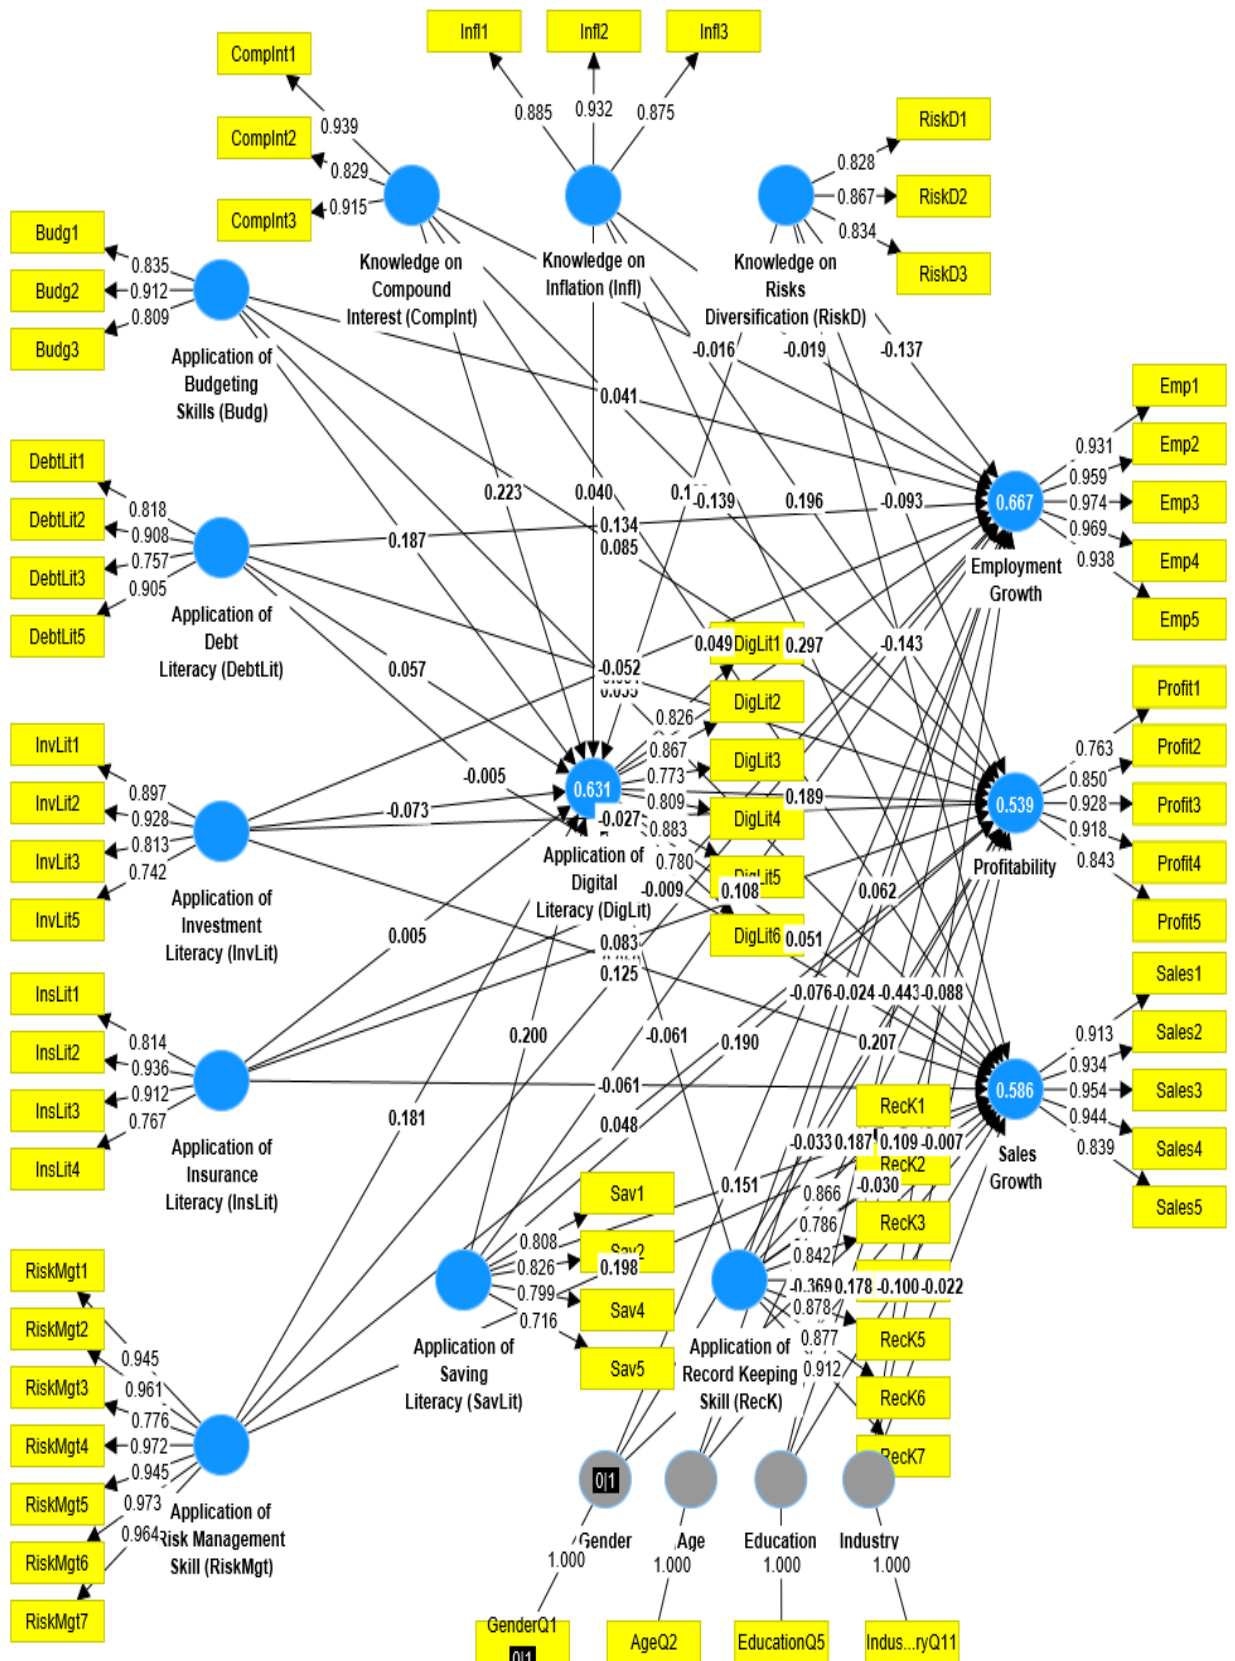 Infl1
Infl2
Infl3
CompInt1
CompInt2
CompInt3
0.939
0.829
0.915
0.885
0.932
0.875
RiskD1
RiskD2
RiskD3
0.828
0.867
0.834
Knowledge on
Compound
Interest (CompInt)
Knowledge on
Inflation (Infl)
Knowledge on
Risks
Diversification (RiskD)
Budg1
Budg2
Budg3
0.835
0.912
0.809
Application of
Budgeting
Skills (Budg)
-0.016
-0.019
-0.137
0.041
DebtLit1
DebtLit2
DebtLit3
DebtLit5
0.818
0.908
0.757
0.905
Application of
Debt
Literacy (DebtLit)
0.223
0.040
-0.139
0.196
-0.093
0.187
0.134
0.085
0.667
Employment
Growth
Emp1
Emp2
Emp3
Emp4
Emp5
0.931
0.959
0.974
0.969
0.938
0.057
0.049
0.297
-0.143
-0.052
DigLit1
DigLit2
DigLit3
DigLit4
DigLit5
DigLit6
0.826
0.867
0.773
0.809
0.883
0.780
InvLit1
InvLit2
InvLit3
InvLit5
0.897
0.928
0.813
0.742
Application of
Investment
Literacy (InvLit)
-0.005
-0.073
0.631
-0.027
0.189
Application of
Digital
Literacy (DigLit)
0.539
Profitability
Profit1
Profit2
Profit3
Profit4
Profit5
0.763
0.850
0.928
0.918
0.843
-0.009
0.108
0.062
0.005
0.083
0.051
0.125
InsLit1
InsLit2
InsLit3
InsLit4
0.814
0.936
0.912
0.767
Application of
Insurance
Literacy (InsLit)
-0.076
-0.024
-0.443
-0.088
0.200
-0.061
0.190
0.207
-0.061
0.181
0.048
0.586
Sales
Growth
Sales1
Sales2
Sales3
Sales4
Sales5
0.913
0.934
0.954
0.944
0.839
-0.033
0.187
0.109
-0.007
0.151
-0.030
RecK1
RecK2
RecK3
RecK5
RecK6
RecK7
0.866
0.786
0.842
0.878
0.877
0.912
Sav1
Sav2
Sav4
Sav5
0.808
0.826
0.799
0.716
0.198
-0.369
0.178
-0.100
-0.022
Application of
Saving
Literacy (SavLit)
Application of
Record Keeping
Skill (RecK)
RiskMgt1
RiskMgt2
RiskMgt3
RiskMgt4
RiskMgt5
RiskMgt6
RiskMgt7
0.945
0.961
0.776
0.972
0.945
0.973
0.964
Application of
Risk Management
Skill (RiskMgt)
0|1
Gender
Age
Education
Industry
1.000
1.000
1.000
1.000
GenderQ1
0|1
AgeQ2
EducationQ5
Indus...ryQ11